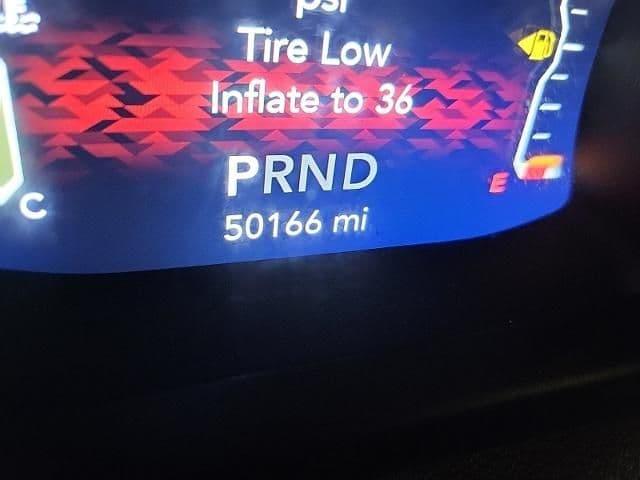 psi
Tire Low
Inflate to 36
PRND
E
C
50166 mi